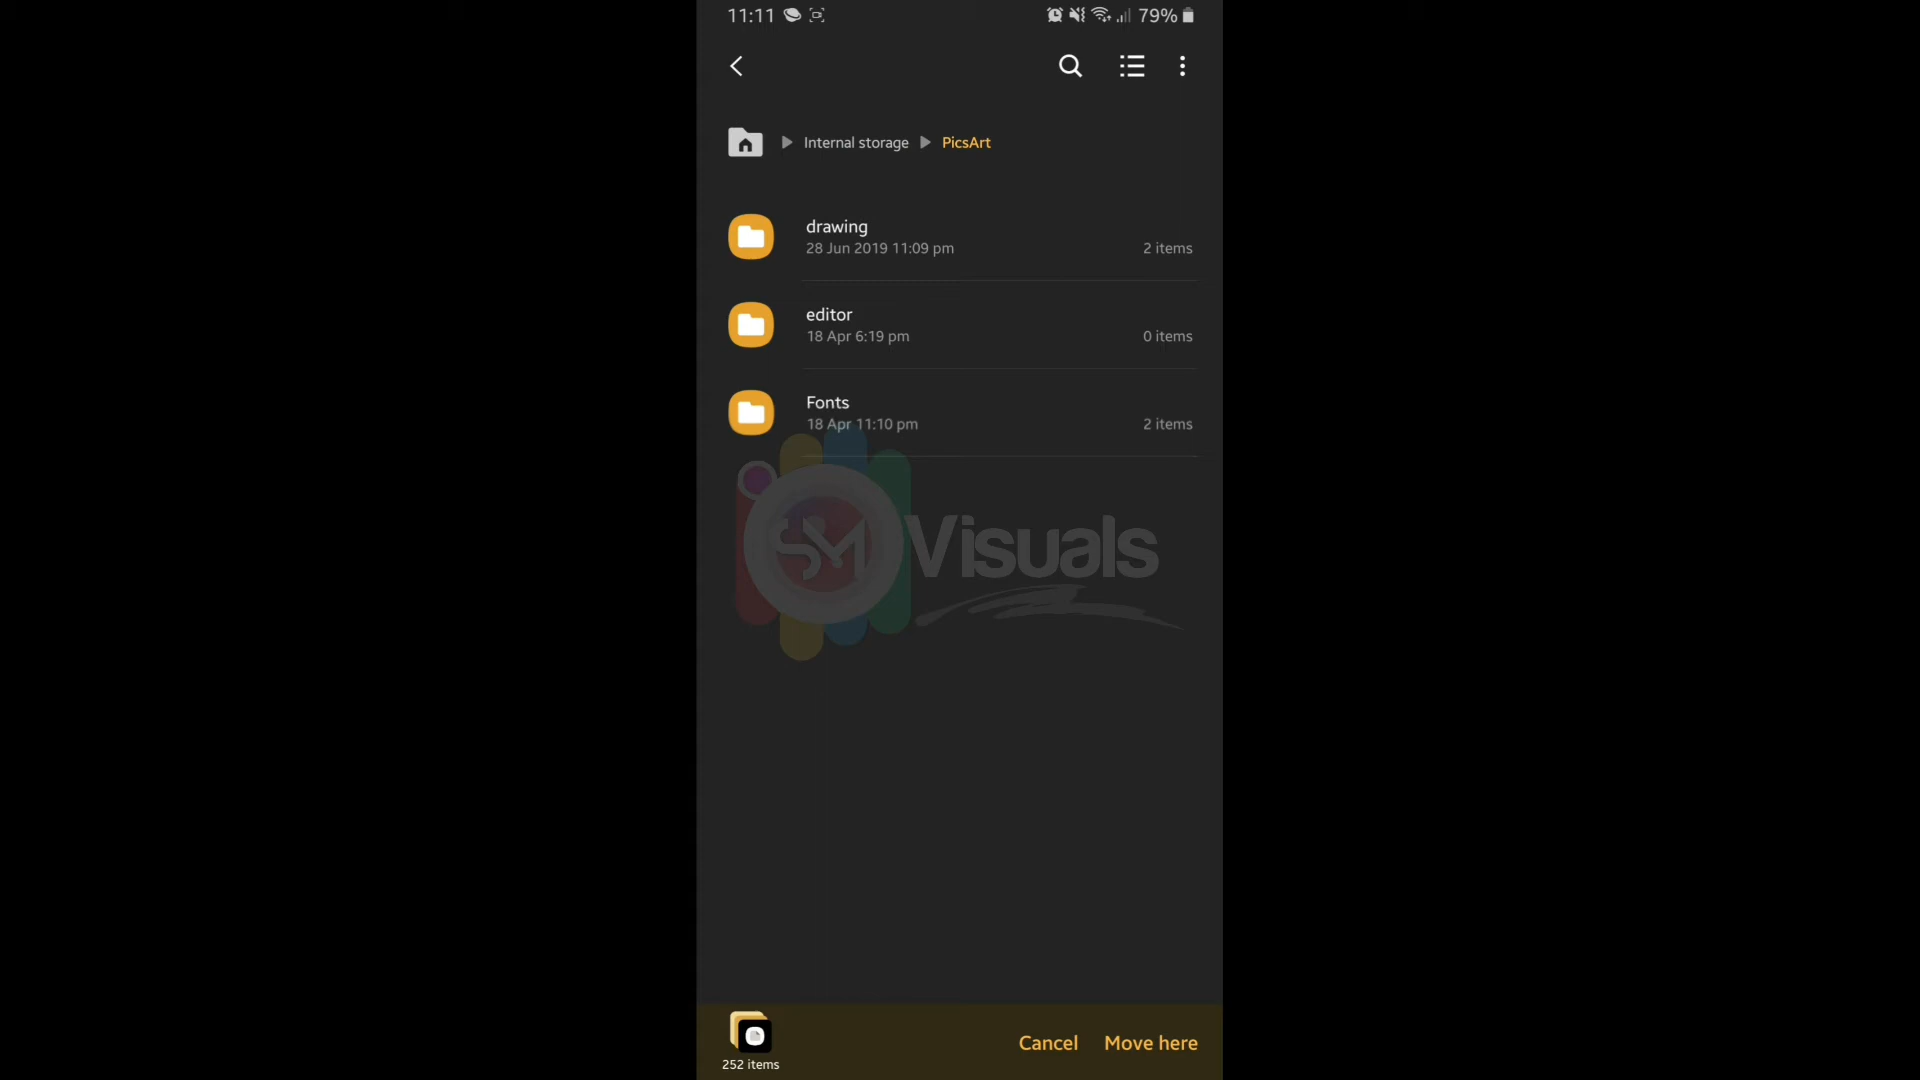 11:11 79%
Internal storage PicsArt
drawing
28 Jun 2019 11:09 pm 2 items
editor
18 Apr 6:19 pm 0 items
Fonts
18 Apr 11:10 pm 2 items
SM Visuals
Cancel Move here
252 items